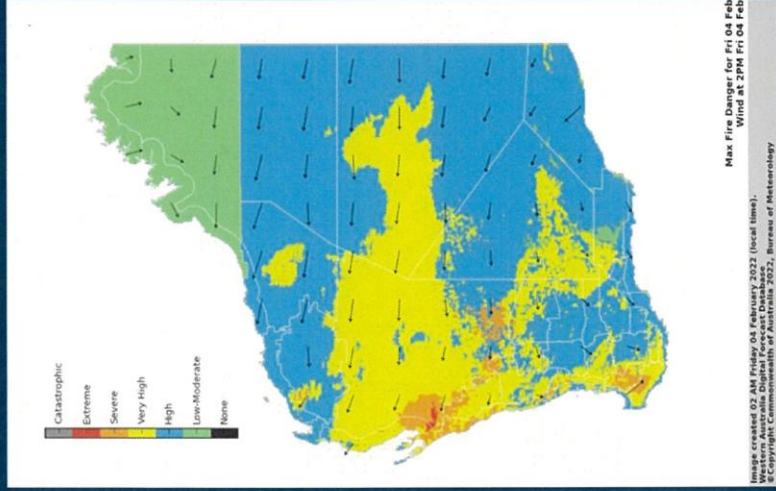 Max Fire Danger for Fri 04 Feb
Wind at 2PM Fri 04 Feb
Catastrophic
Extreme
Severe
Very High
High
Low-Moderate
None
Image created 02 AM Friday 04 February 2022 (local time).
Western Australia Digital Forecast Database
©Copyright Commonwealth of Australia 2022, Bureau of Meteorology